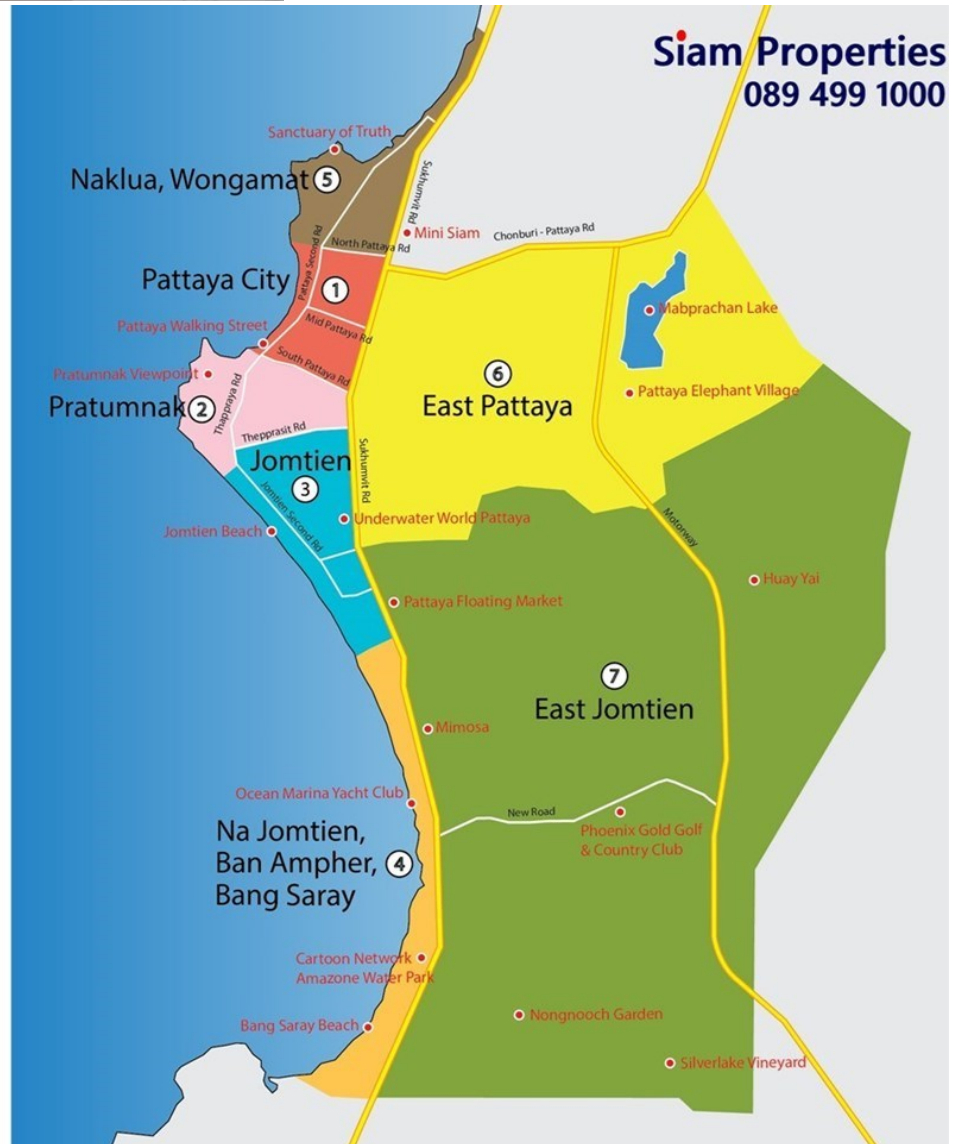 Siam Properties
089 499 1000
Sanctuary of Truth
Naklua, Wongamat
5
Sukhumvit Rd
Mini Siam
Chonburi - Pattaya Rd
North Pattaya Rd
Pattaya Second Rd
Pattaya City
1
Mabprachan Lake
Mid Pattaya Rd
Pattaya Walking Street
South Pattaya Rd
Pratumnak Viewpoint
6
East Pattaya
Pattaya Elephant Village
Pratumnak
2
Thappraya Rd
Thepprasit Rd
Jomtien
3
Sukhumvit Rd
Jomtien Second Rd
Underwater World Pattaya
Jomtien Beach
Motorway
Huay Yai
Pattaya Floating Market
7
East Jomtien
Mimosa
Ocean Marina Yacht Club
New Road
Phoenix Gold Golf
& Country Club
Na Jomtien,
Ban Ampher,
Bang Saray
4
Cartoon Network
Amazone Water Park
Bang Saray Beach
Nongnooch Garden
Silverlake Vineyard